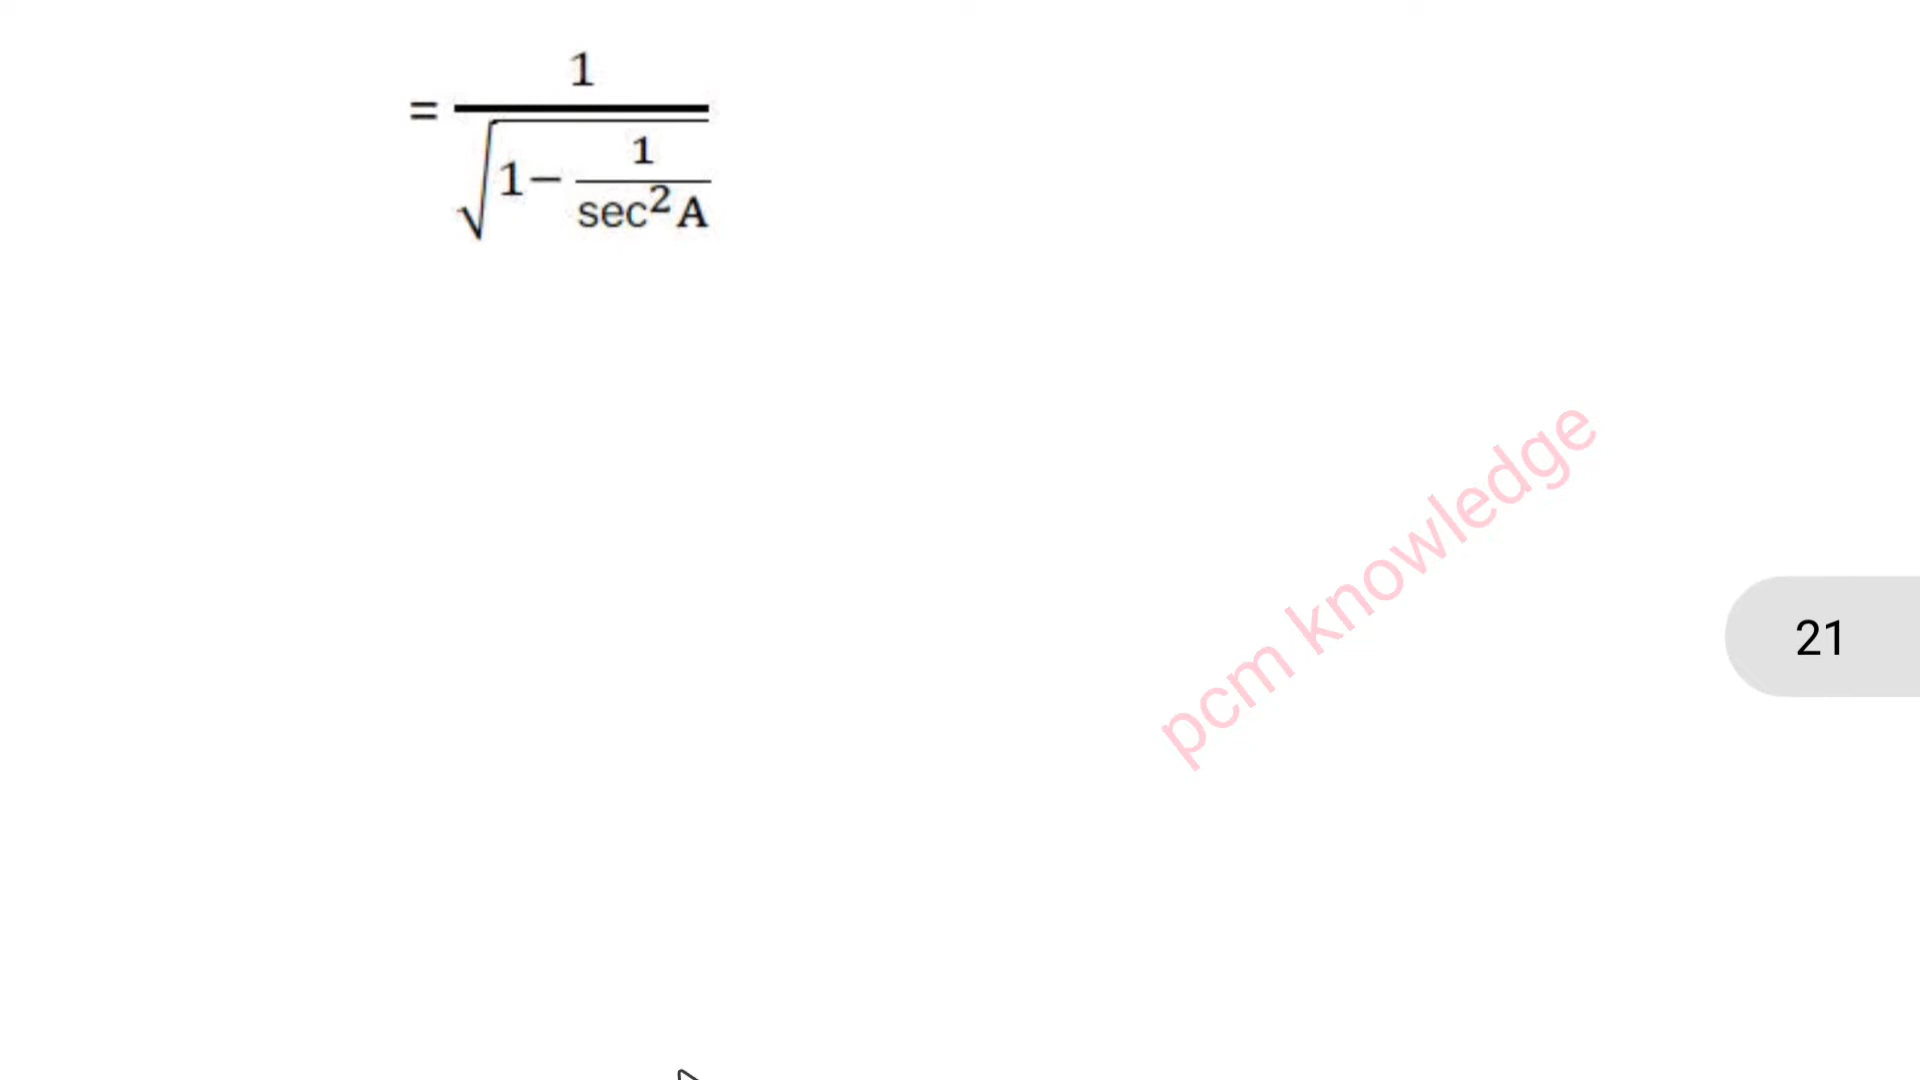 = 1 / √(1− 1/sec²A)
pcm knowledge
21